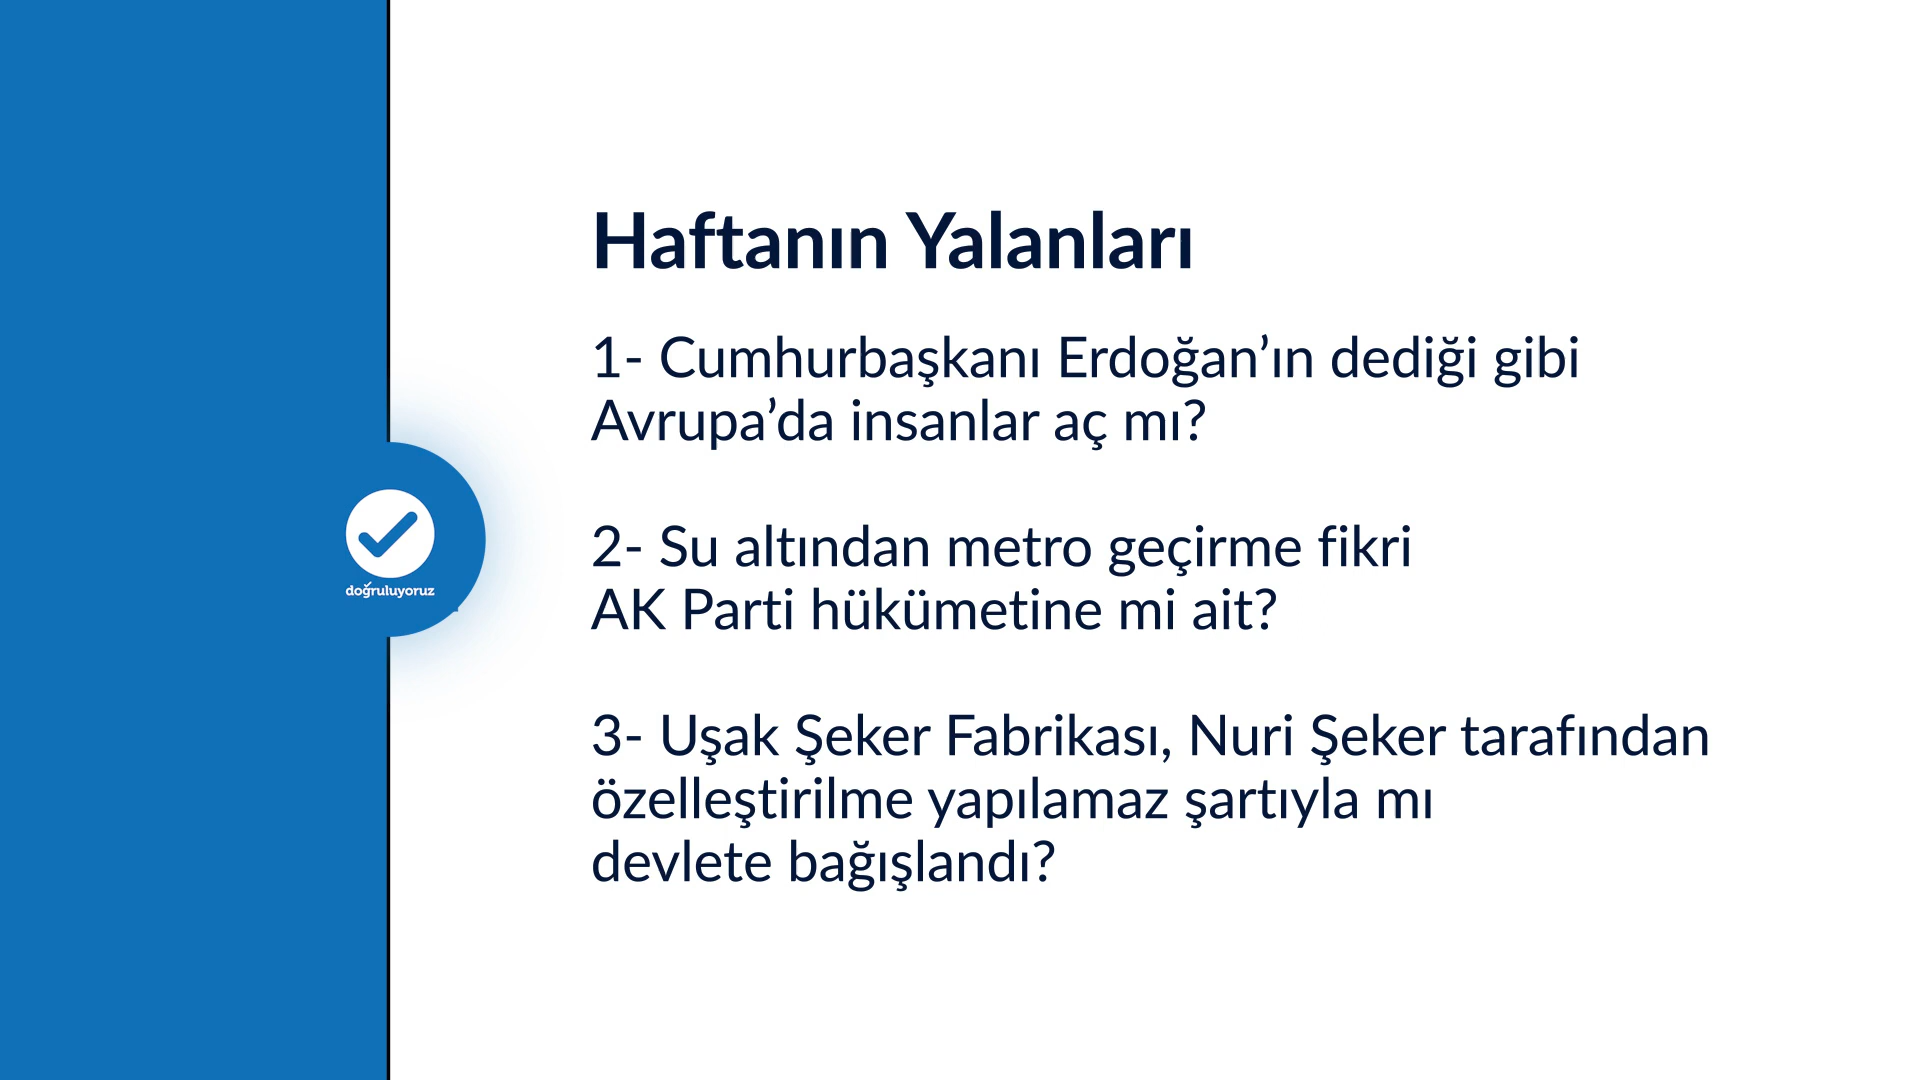 Haftanın Yalanları
1- Cumhurbaşkanı Erdoğan’ın dediği gibi
Avrupa’da insanlar aç mı?
2- Su altından metro geçirme fikri
AK Parti hükümetine mi ait?
3- Uşak Şeker Fabrikası, Nuri Şeker tarafından
özelleştirilme yapılamaz şartıyla mı
devlete bağışlandı?
doğruluyoruz